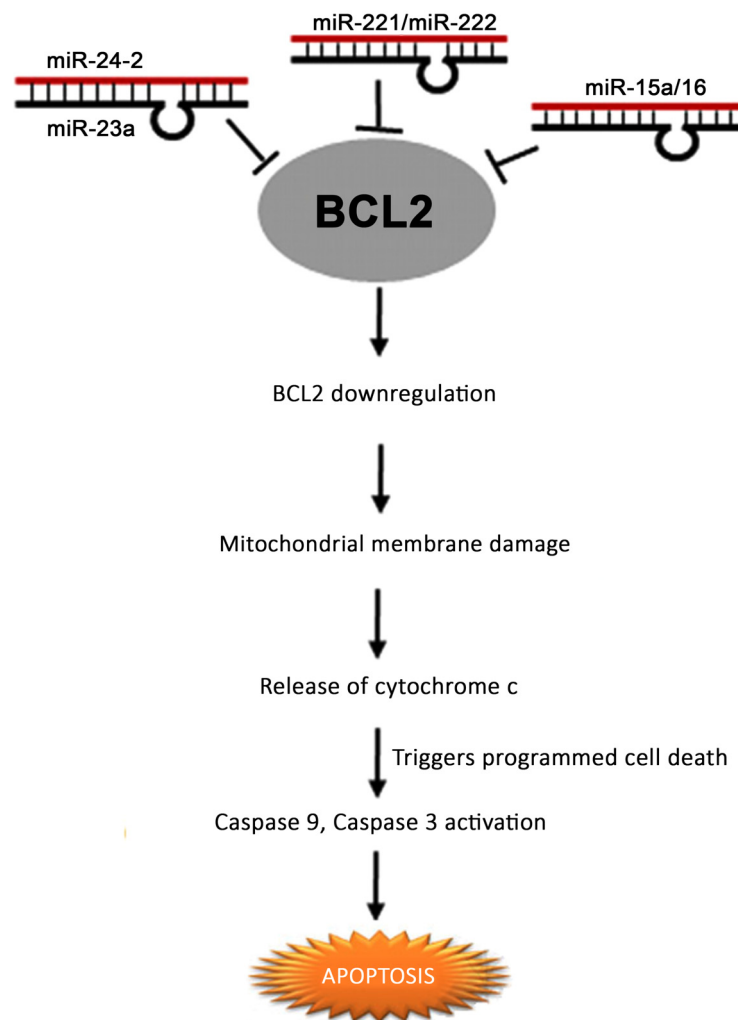 miR-221/miR-222
miR-24-2
miR-23a
miR-15a/16
BCL2
BCL2 downregulation
Mitochondrial membrane damage
Release of cytochrome c
Triggers programmed cell death
Caspase 9, Caspase 3 activation
APOPTOSIS